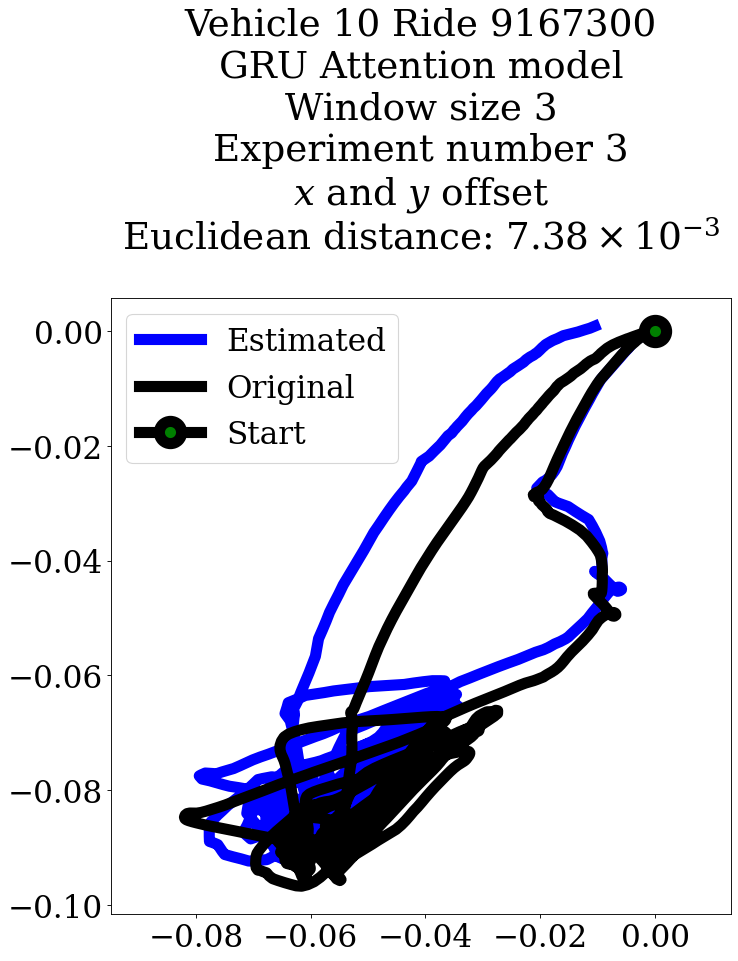 Vehicle 10 Ride 9167300
GRU Attention model
Window size 3
Experiment number 3
x and y offset
Euclidean distance: 7.38 × 10⁻³
Estimated
Original
Start
0.00
−0.02
−0.04
−0.06
−0.08
−0.10
−0.08 −0.06 −0.04 −0.02 0.00